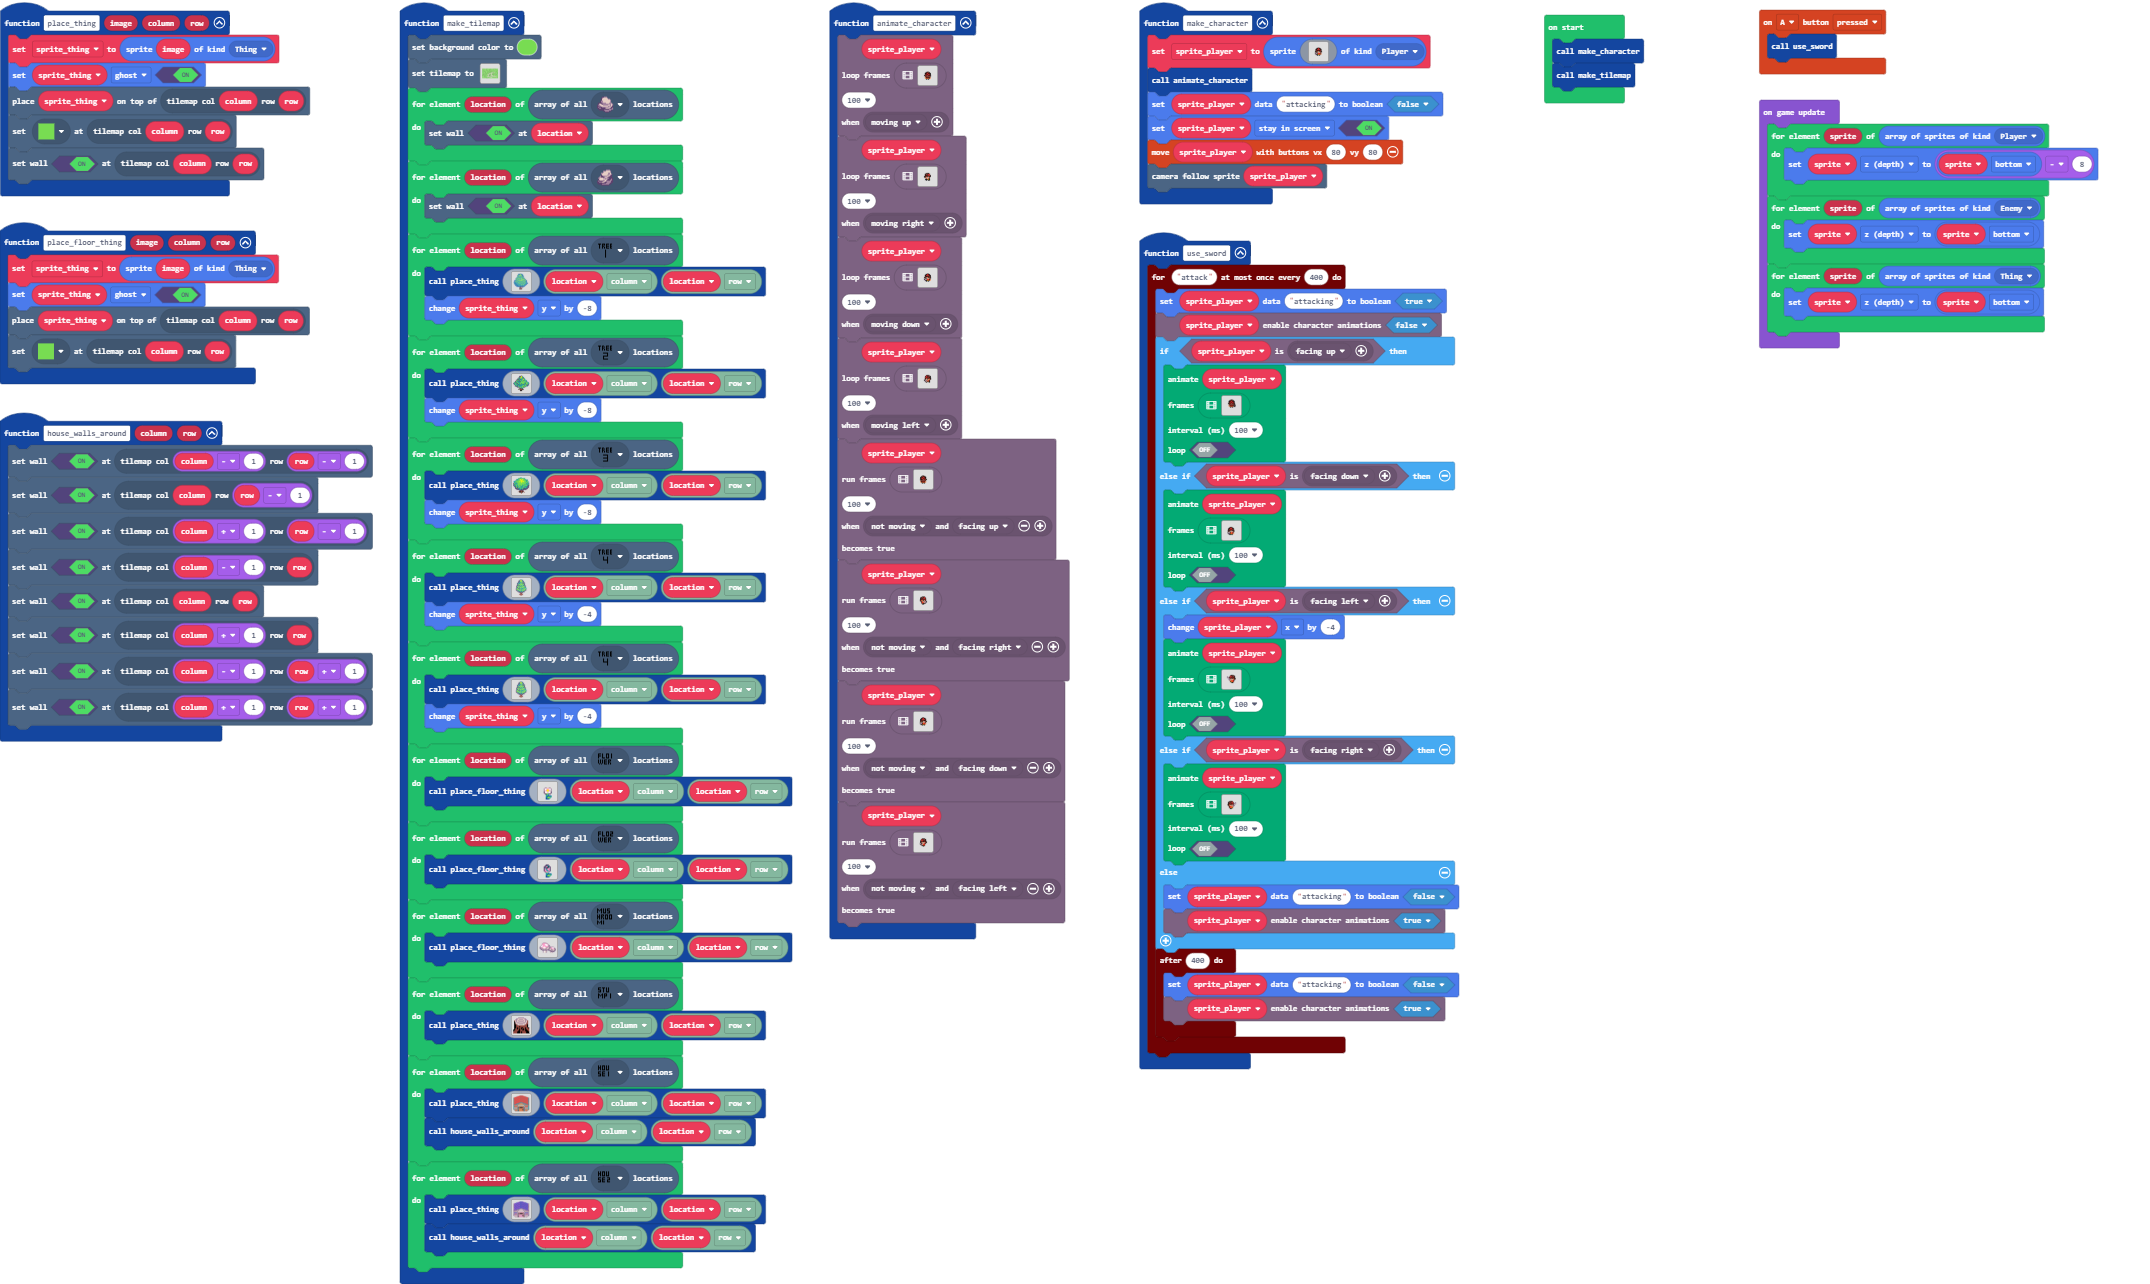 function place_thing image column row
set sprite_thing to sprite image of kind Thing
set sprite_thing ghost ON
place sprite_thing on top of tilemap col column row row
set at tilemap col column row row
set wall ON at tilemap col column row row
function place_floor_thing image column row
set sprite_thing to sprite image of kind Thing
set sprite_thing ghost ON
place sprite_thing on top of tilemap col column row row
set at tilemap col column row row
function house_walls_around column row
set wall ON at tilemap col column - 1 row row - 1
set wall ON at tilemap col column row row - 1
set wall ON at tilemap col column + 1 row row - 1
set wall ON at tilemap col column - 1 row row
set wall ON at tilemap col column row row
set wall ON at tilemap col column + 1 row row
set wall ON at tilemap col column - 1 row row + 1
set wall ON at tilemap col column + 1 row row + 1
function make_tilemap
set background color to
set tilemap to
for element location of array of all locations
do set wall ON at location
for element location of array of all locations
do set wall ON at location
for element location of array of all TREE 1 locations
do call place_thing location column location row
change sprite_thing y by -8
for element location of array of all TREE 2 locations
do call place_thing location column location row
change sprite_thing y by -8
for element location of array of all TREE 3 locations
do call place_thing location column location row
change sprite_thing y by -8
for element location of array of all TREE 4 locations
do call place_thing location column location row
change sprite_thing y by -4
for element location of array of all TREE 4 locations
do call place_thing location column location row
change sprite_thing y by -4
for element location of array of all FLO1 WER locations
do call place_floor_thing location column location row
for element location of array of all FLO2 WER locations
do call place_floor_thing location column location row
for element location of array of all MUS HROO M1 locations
do call place_floor_thing location column location row
for element location of array of all STU MP1 locations
do call place_thing location column location row
for element location of array of all HOU SE1 locations
do call place_thing location column location row
call house_walls_around location column location row
for element location of array of all HOU SE2 locations
do call place_thing location column location row
call house_walls_around location column location row
function animate_character
sprite_player
loop frames
100
when moving up
sprite_player
loop frames
100
when moving right
sprite_player
loop frames
100
when moving down
sprite_player
loop frames
100
when moving left
sprite_player
run frames
100
when not moving and facing up
becomes true
sprite_player
run frames
100
when not moving and facing right
becomes true
sprite_player
run frames
100
when not moving and facing down
becomes true
sprite_player
run frames
100
when not moving and facing left
becomes true
function make_character
set sprite_player to sprite of kind Player
call animate_character
set sprite_player data "attacking" to boolean false
set sprite_player stay in screen ON
move sprite_player with buttons vx 80 vy 80
camera follow sprite sprite_player
function use_sword
for "attack" at most once every 400 do
set sprite_player data "attacking" to boolean true
sprite_player enable character animations false
if sprite_player is facing up then
animate sprite_player
frames
interval (ms) 100
loop OFF
else if sprite_player is facing down then
animate sprite_player
frames
interval (ms) 100
loop OFF
else if sprite_player is facing left then
change sprite_player x by -4
animate sprite_player
frames
interval (ms) 100
loop OFF
else if sprite_player is facing right then
animate sprite_player
frames
interval (ms) 100
loop OFF
else
set sprite_player data "attacking" to boolean false
sprite_player enable character animations true
after 400 do
set sprite_player data "attacking" to boolean false
sprite_player enable character animations true
on start
call make_character
call make_tilemap
on A button pressed
call use_sword
on game update
for element sprite of array of sprites of kind Player
do set sprite z (depth) to sprite bottom - 8
for element sprite of array of sprites of kind Enemy
do set sprite z (depth) to sprite bottom
for element sprite of array of sprites of kind Thing
do set sprite z (depth) to sprite bottom